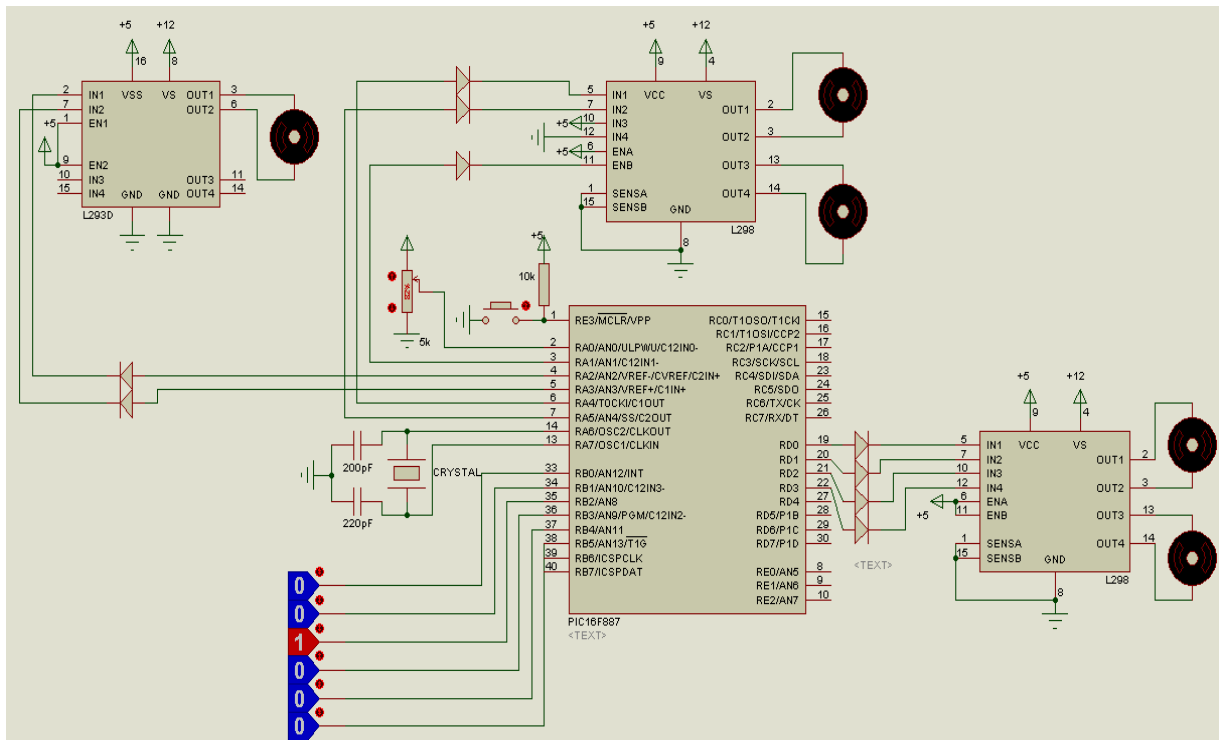 +5 +12
16 8
2 IN1 VSS VS OUT1 3
7 IN2 OUT2 6
1 EN1
+5
9 EN2
10 IN3 OUT3 11
15 IN4 GND GND OUT4 14
L293D
+5 +12
9 4
5 IN1 VCC VS
7 IN2 OUT1 2
+5 10 IN3
12 IN4 OUT2 3
+5 6 ENA
11 ENB OUT3 13
1 SENSA OUT4 14
15 SENSB GND
8 L298
+5
10k
5k
1 RE3/MCLR/VPP RC0/T1OSO/T1CKI 15
RC1/T1OSI/CCP2 16
2 RA0/AN0/ULPWU/C12IN0- RC2/P1A/CCP1 17
3 RA1/AN1/C12IN1- RC3/SCK/SCL 18
4 RA2/AN2/VREF-/CVREF/C2IN+ RC4/SDI/SDA 23
5 RA3/AN3/VREF+/C1IN+ RC5/SDO 24
6 RA4/T0CKI/C1OUT RC6/TX/CK 25
7 RA5/AN4/SS/C2OUT RC7/RX/DT 26
14 RA6/OSC2/CLKOUT
13 RA7/OSC1/CLKIN RD0 19
RD1 20
33 RB0/AN12/INT RD2 21
34 RB1/AN10/C12IN3- RD3 22
35 RB2/AN8 RD4 27
36 RB3/AN9/PGM/C12IN2- RD5/P1B 28
37 RB4/AN11 RD6/P1C 29
38 RB5/AN13/T1G RD7/P1D 30
39 RB6/ICSPCLK
40 RB7/ICSPDAT RE0/AN5 8
RE1/AN6 9
RE2/AN7 10
PIC16F887
<TEXT>
200pF CRYSTAL
220pF
0
0
1
0
0
0
<TEXT>
+5 +12
9 4
5 IN1 VCC VS
7 IN2 OUT1 2
10 IN3
12 IN4 OUT2 3
+5 6 ENA
11 ENB OUT3 13
1 SENSA OUT4 14
15 SENSB GND
8 L298